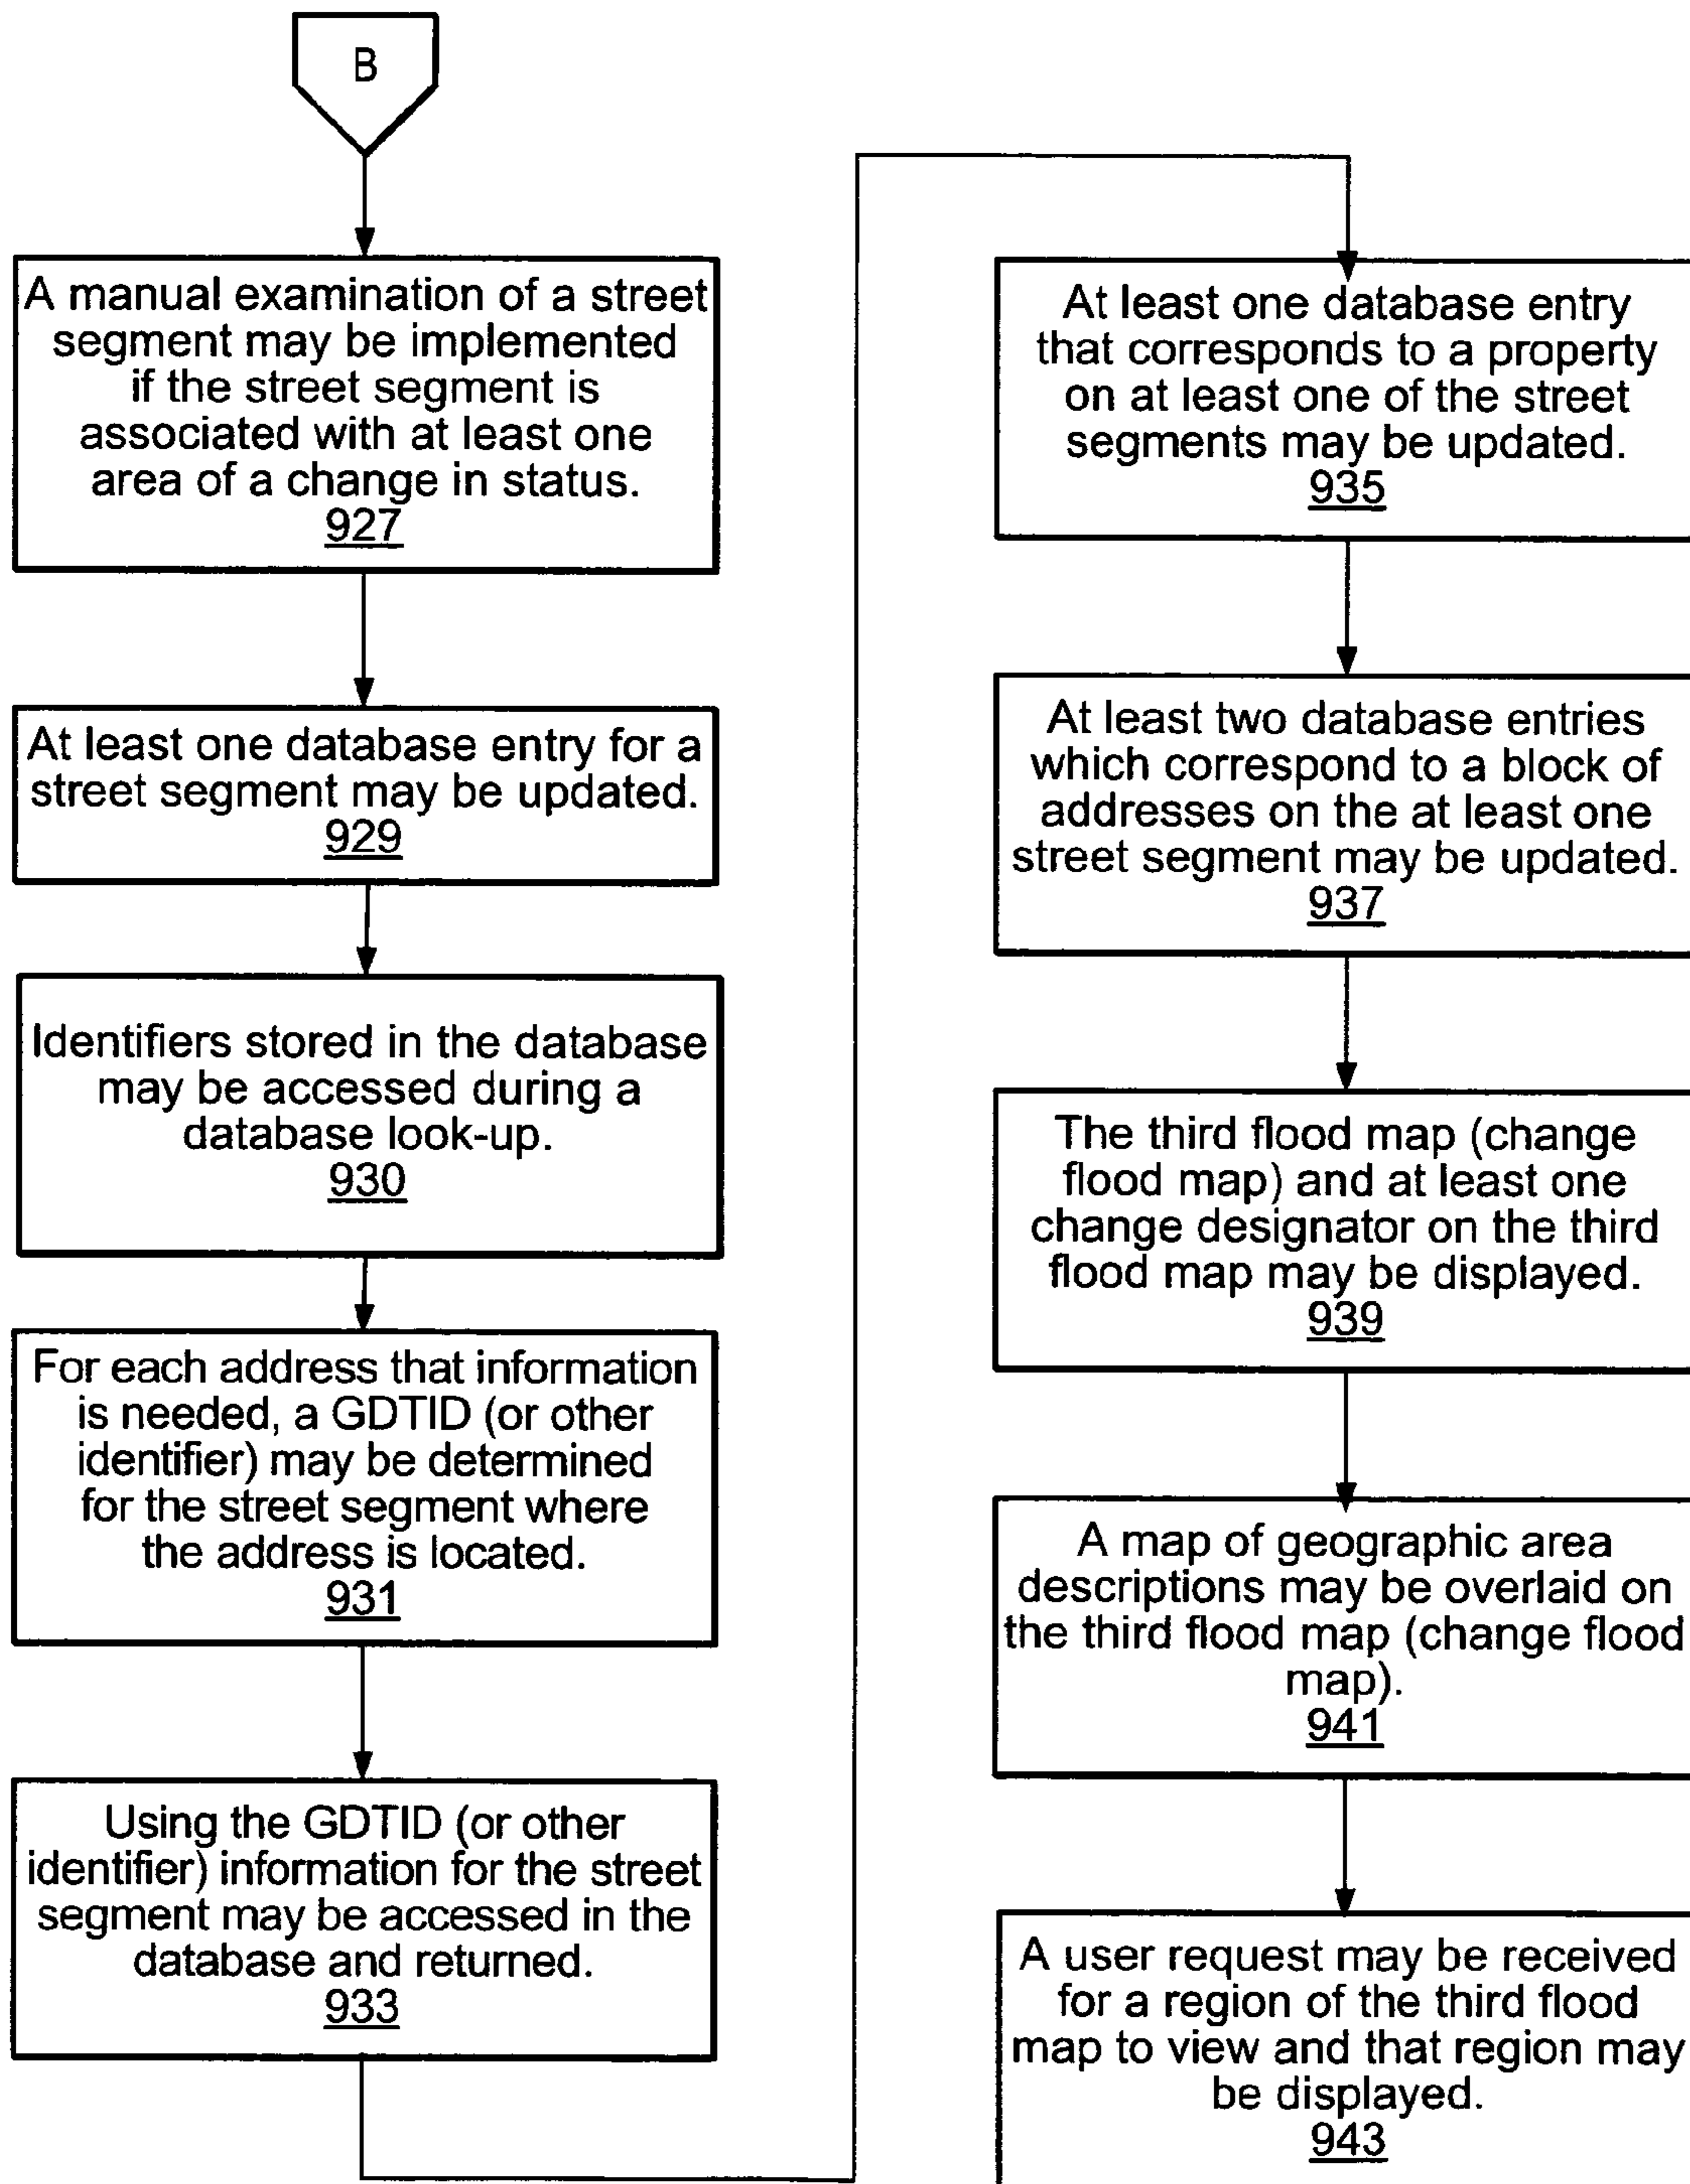 B
A manual examination of a street
segment may be implemented
if the street segment is
associated with at least one
area of a change in status.
927
At least one database entry for a
street segment may be updated.
929
Identifiers stored in the database
may be accessed during a
database look-up.
930
For each address that information
is needed, a GDTID (or other
identifier) may be determined
for the street segment where
the address is located.
931
Using the GDTID (or other
identifier) information for the street
segment may be accessed in the
database and returned.
933
At least one database entry
that corresponds to a property
on at least one of the street
segments may be updated.
935
At least two database entries
which correspond to a block of
addresses on the at least one
street segment may be updated.
937
The third flood map (change
flood map) and at least one
change designator on the third
flood map may be displayed.
939
A map of geographic area
descriptions may be overlaid on
the third flood map (change flood
map).
941
A user request may be received
for a region of the third flood
map to view and that region may
be displayed.
943